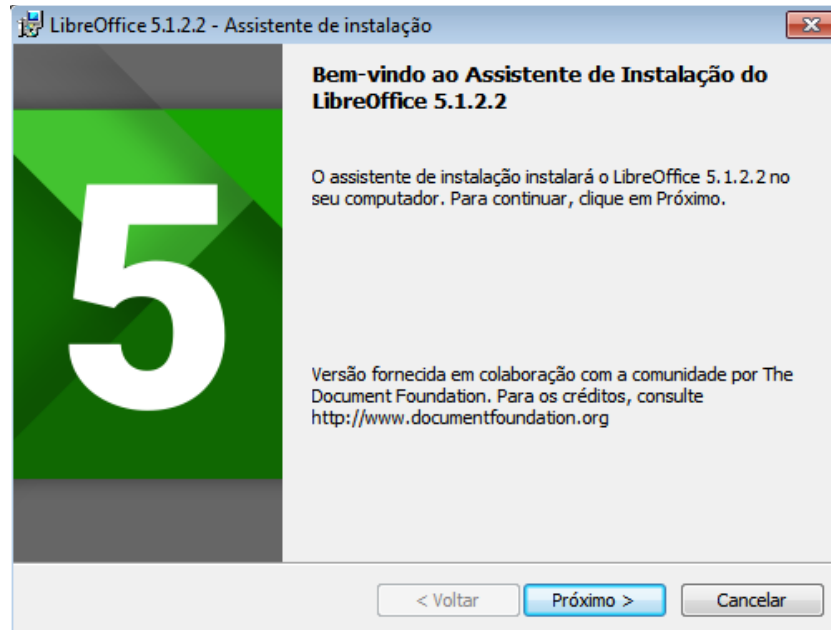 LibreOffice 5.1.2.2 - Assistente de instalação
Bem-vindo ao Assistente de Instalação do
LibreOffice 5.1.2.2
O assistente de instalação instalará o LibreOffice 5.1.2.2 no
seu computador. Para continuar, clique em Próximo.
5
Versão fornecida em colaboração com a comunidade por The
Document Foundation. Para os créditos, consulte
http://www.documentfoundation.org
< Voltar Próximo > Cancelar